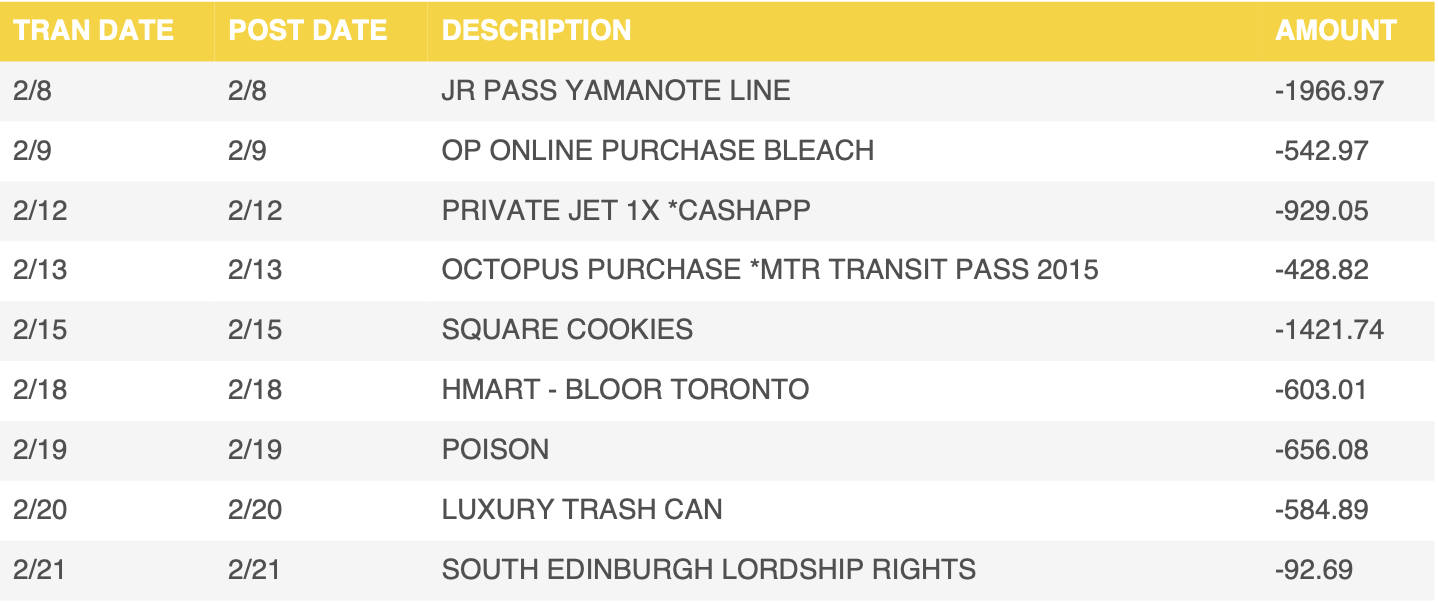 TRAN DATE POST DATE DESCRIPTION AMOUNT
2/8 2/8 JR PASS YAMANOTE LINE -1966.97
2/9 2/9 OP ONLINE PURCHASE BLEACH -542.97
2/12 2/12 PRIVATE JET 1X *CASHAPP -929.05
2/13 2/13 OCTOPUS PURCHASE *MTR TRANSIT PASS 2015 -428.82
2/15 2/15 SQUARE COOKIES -1421.74
2/18 2/18 HMART - BLOOR TORONTO -603.01
2/19 2/19 POISON -656.08
2/20 2/20 LUXURY TRASH CAN -584.89
2/21 2/21 SOUTH EDINBURGH LORDSHIP RIGHTS -92.69